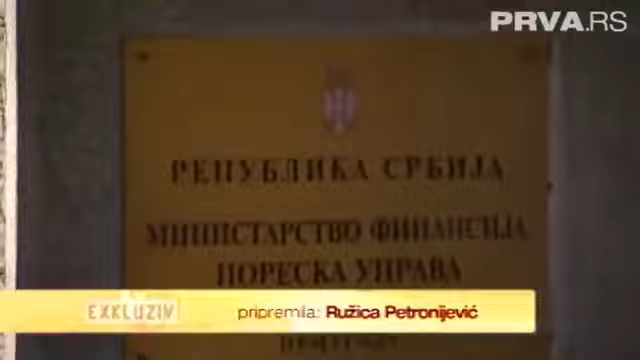 PRVA.RS
РЕПУБЛИКА СРБИЈА
МИНИСТАРСТВО ФИНАНСИЈА
ПОРЕСКА УПРАВА
EXKLUZIV
pripremila: Ružica Petronijević